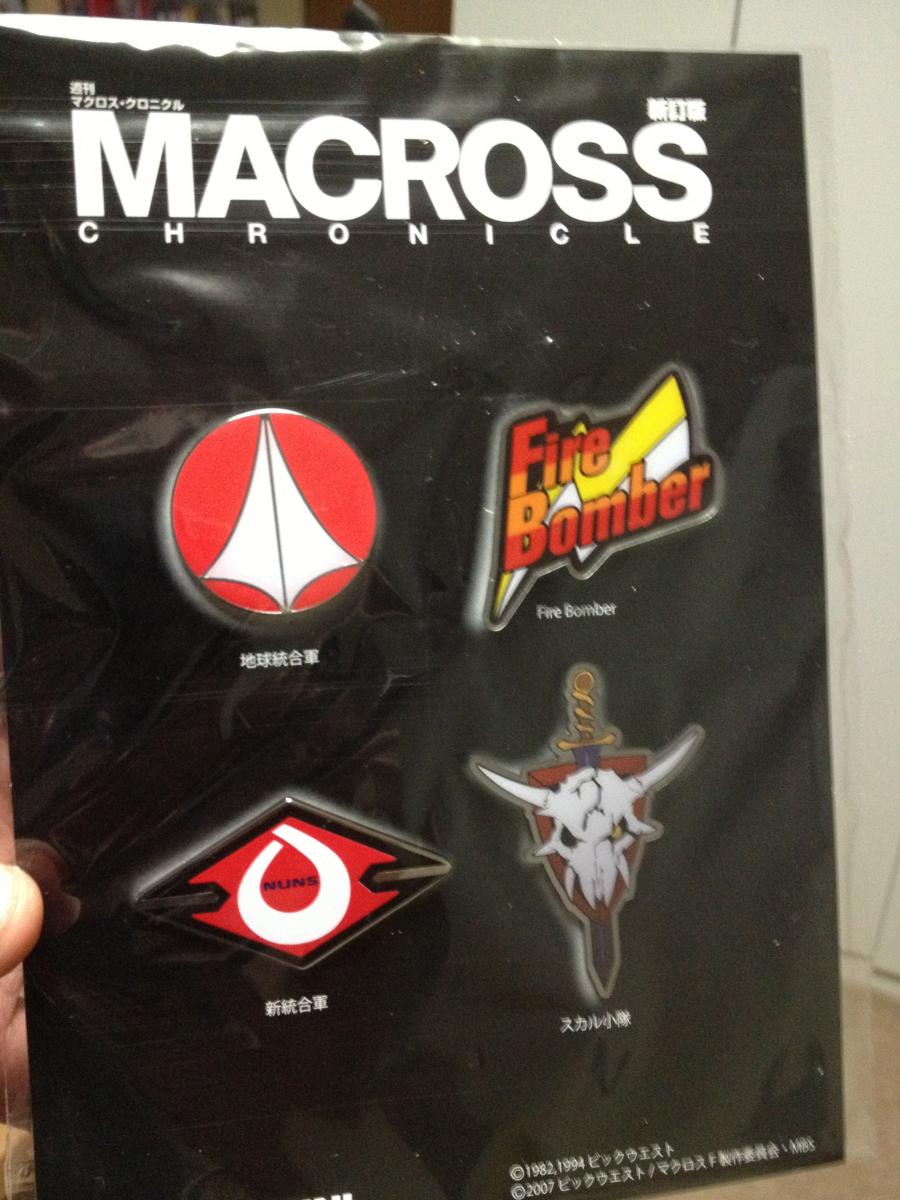 週刊
マクロス・クロニクル
新訂版
MACROSS
CHRONICLE
Fire
Bomber
地球統合軍
Fire Bomber
NUNS
新統合軍
スカル小隊
©1982,1994 ビックウエスト
©2007 ビックウエスト/マクロスF製作委員会・MBS